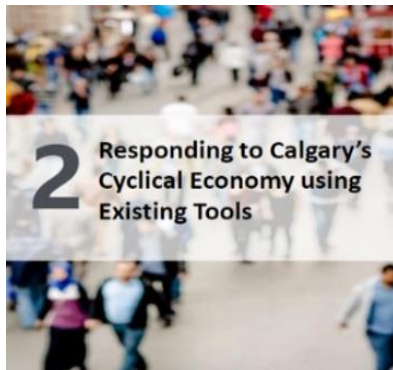 2
Responding to Calgary's
Cyclical Economy using
Existing Tools